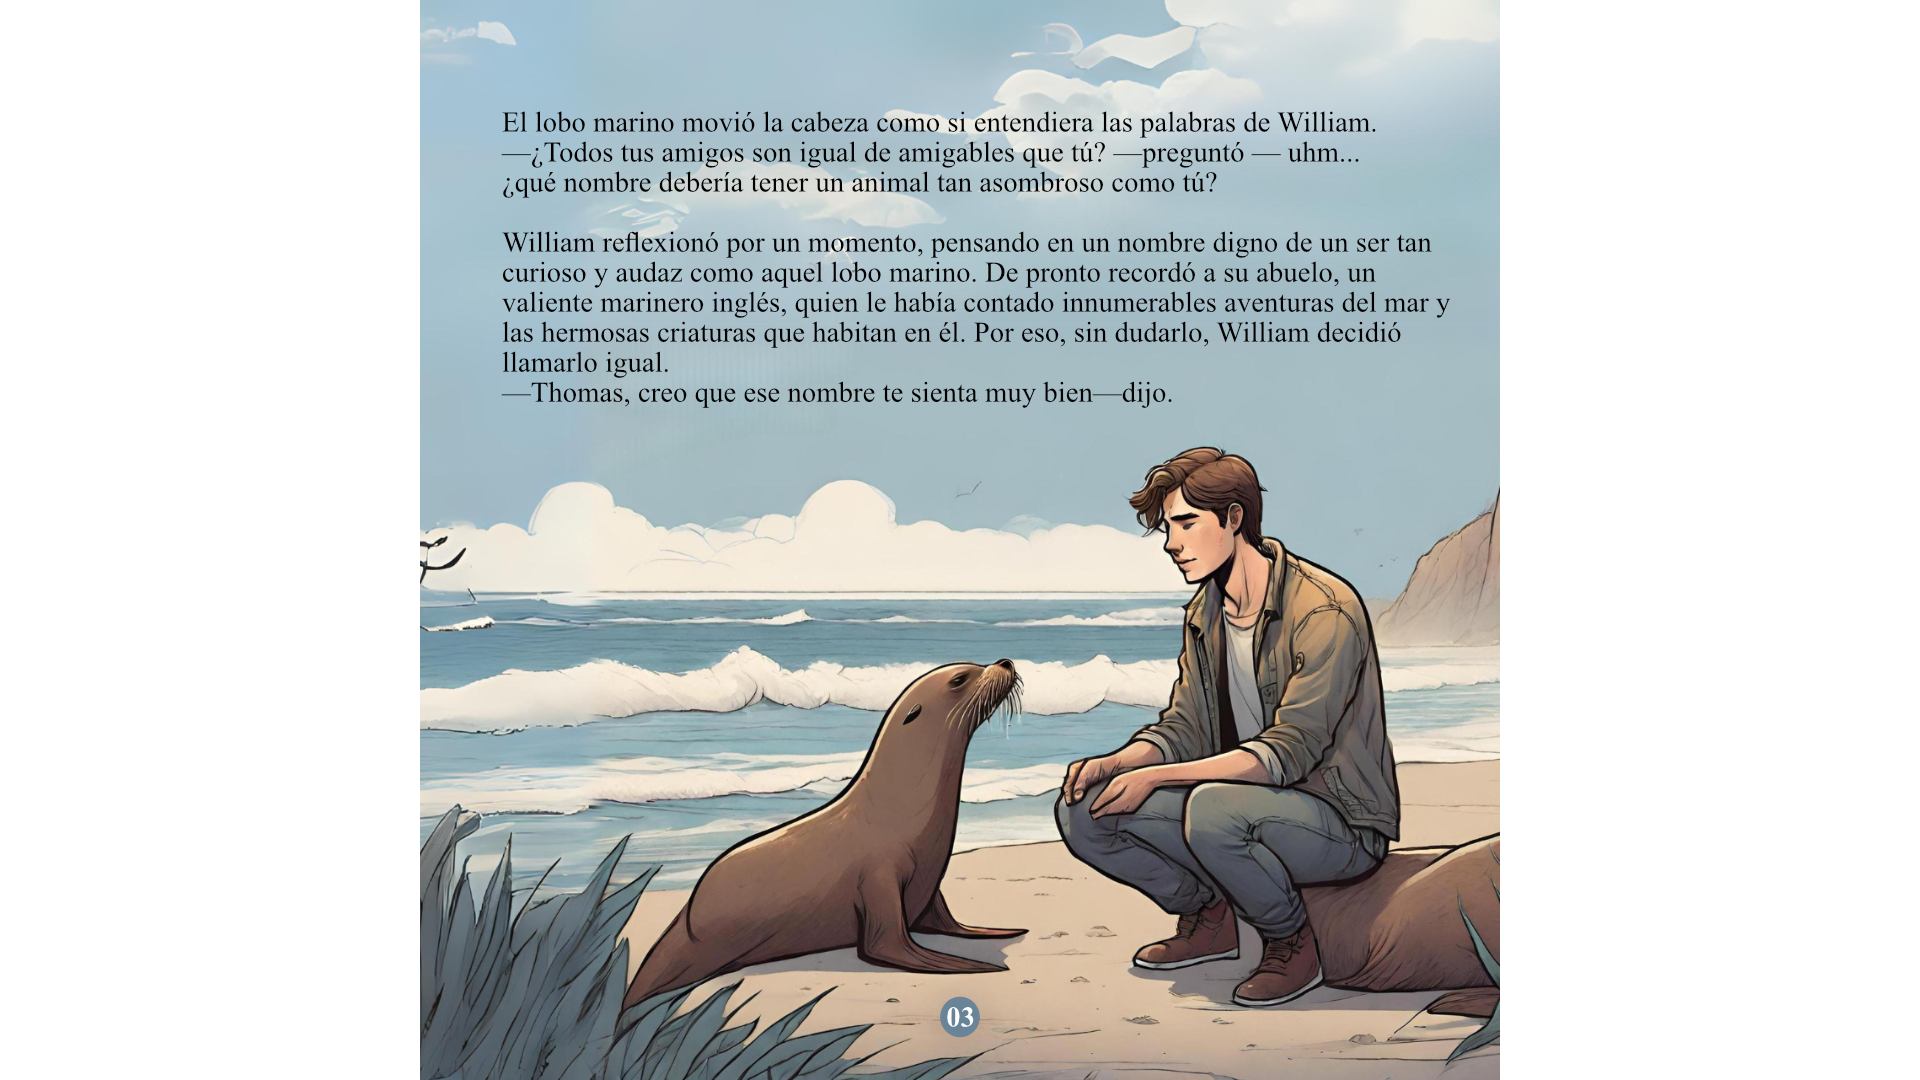 El lobo marino movió la cabeza como si entendiera las palabras de William.
—¿Todos tus amigos son igual de amigables que tú? —preguntó — uhm...
¿qué nombre debería tener un animal tan asombroso como tú?
William reflexionó por un momento, pensando en un nombre digno de un ser tan
curioso y audaz como aquel lobo marino. De pronto recordó a su abuelo, un
valiente marinero inglés, quien le había contado innumerables aventuras del mar y
las hermosas criaturas que habitan en él. Por eso, sin dudarlo, William decidió
llamarlo igual.
—Thomas, creo que ese nombre te sienta muy bien—dijo.
03